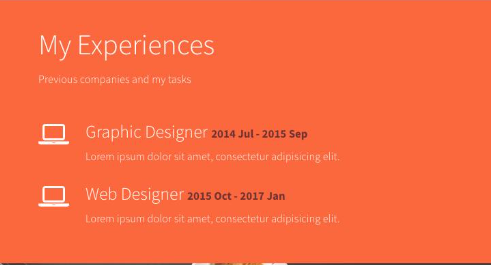 My Experiences
Previous companies and my tasks
Graphic Designer 2014 Jul - 2015 Sep
Lorem ipsum dolor sit amet, consectetur adipisicing elit.
Web Designer 2015 Oct - 2017 Jan
Lorem ipsum dolor sit amet, consectetur adipisicing elit.